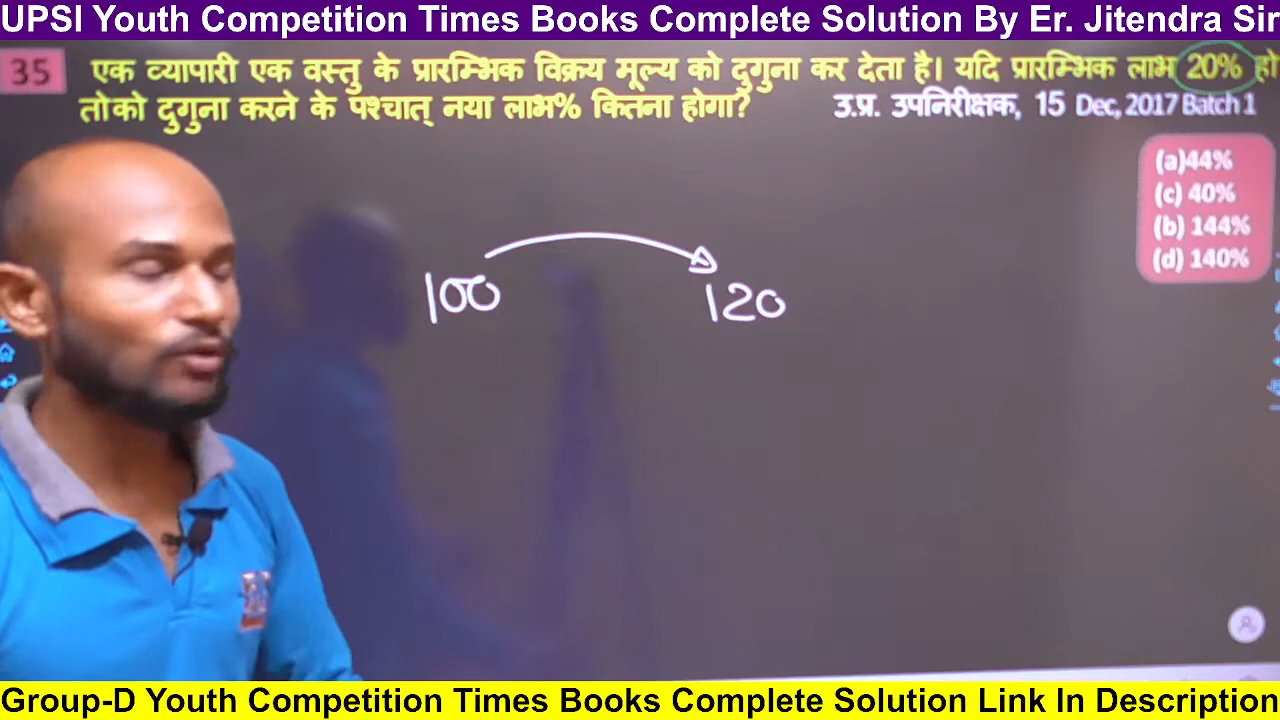 UPSI Youth Competition Times Books Complete Solution By Er. Jitendra Sir
35 एक व्यापारी एक वस्तु के प्रारम्भिक विक्रय मूल्य को दुगुना कर देता है। यदि प्रारम्भिक लाभ 20% हो
तोको दुगुना करने के पश्चात् नया लाभ% कितना होगा? उ.प्र. उपनिरीक्षक, 15 Dec, 2017 Batch 1
(a)44%
(c) 40%
(b) 144%
(d) 140%
100 120
Group-D Youth Competition Times Books Complete Solution Link In Description